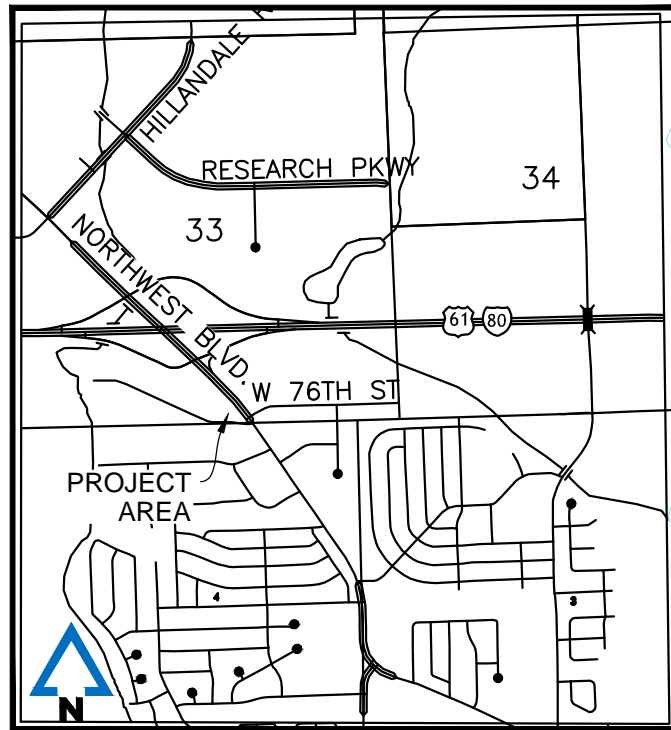 HILLANDALE
RESEARCH PKWY
34
33
NORTHWEST BLVD.
61 80
W 76TH ST
PROJECT
AREA
4
3
N